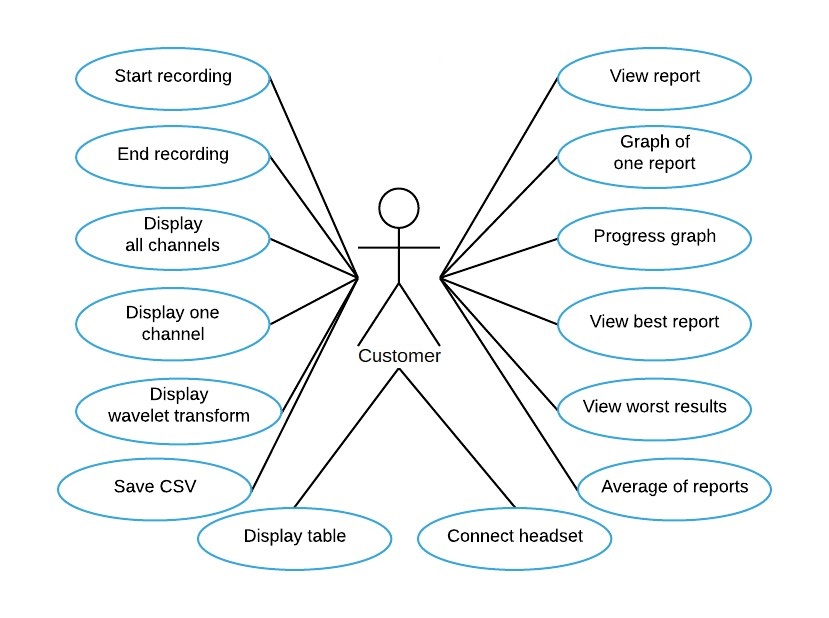 Start recording
End recording
Display
all channels
Display one
channel
Display
wavelet transform
Save CSV
Display table
Customer
Connect headset
View report
Graph of
one report
Progress graph
View best report
View worst results
Average of reports